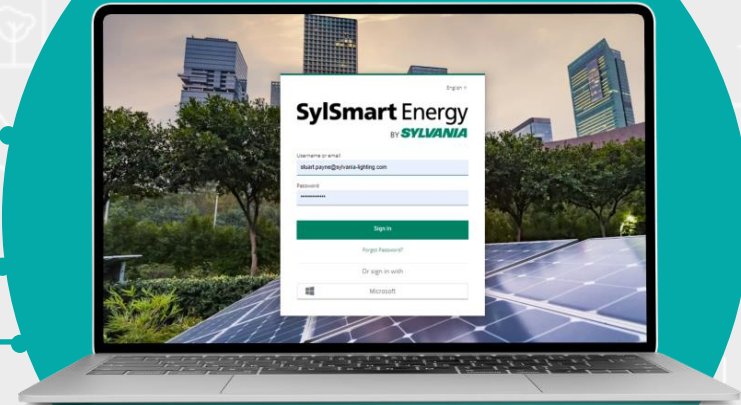 English
SylSmart Energy
BY SYLVANIA
Username or email
stuart.payne@sylvania-lighting.com
Password
••••••••••••
Sign In
Forgot Password?
Or sign in with
Microsoft